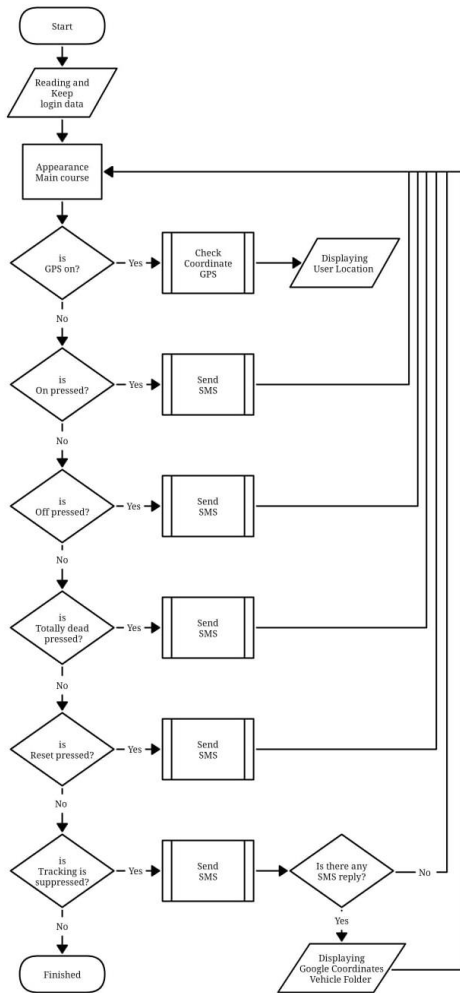 Start
Reading and
Keep
login data
Appearance
Main course
is
GPS on?
Yes
Check
Coordinate
GPS
Displaying
User Location
No
is
On pressed?
Yes
Send
SMS
No
is
Off pressed?
Yes
Send
SMS
No
is
Totally dead
pressed?
Yes
Send
SMS
No
is
Reset pressed?
Yes
Send
SMS
No
is
Tracking is
suppressed?
Yes
Send
SMS
Is there any
SMS reply?
No
No
Yes
Finished
Displaying
Google Coordinates
Vehicle Folder